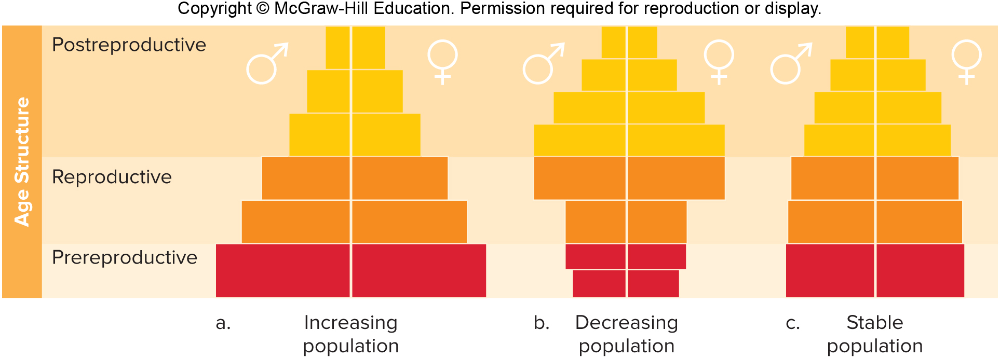 Copyright © McGraw-Hill Education. Permission required for reproduction or display.
Age Structure
Postreproductive
Reproductive
Prereproductive
a. Increasing population
b. Decreasing population
c. Stable population